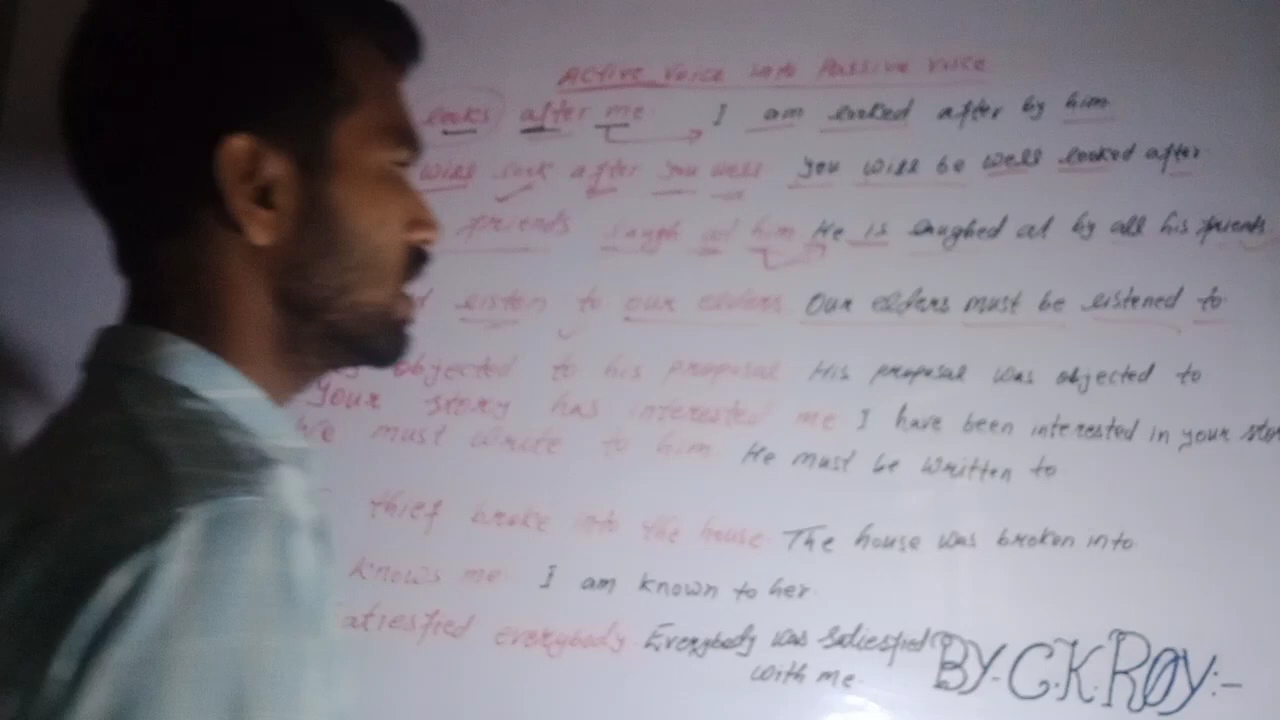 Active Voice into Passive Voice
looks after me I am looked after by him
will look after you well you will be well looked after
friends laugh at him He is laughed at by all his friends
listen to our elders Our elders must be listened to
objected to his proposal His proposal was objected to
Your story has interested me I have been interested in your
We must write to him He must be written to
thief broke into the house The house was broken into
knows me I am known to her.
everybody Everybody was
with me.
BY. C.K. ROY:-